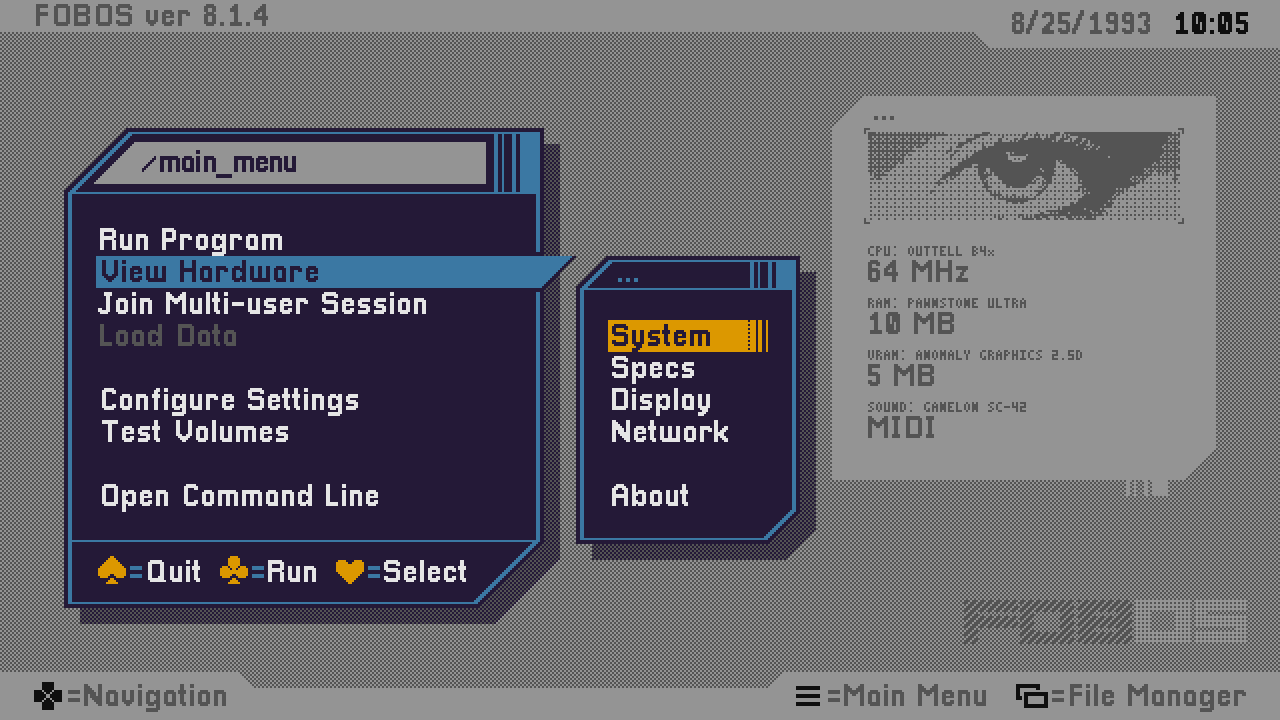 FOBOS ver 8.1.4
8/25/1993 10:05
/main_menu
Run Program
View Hardware
Join Multi-user Session
Load Data
Configure Settings
Test Volumes
Open Command Line
=Quit =Run =Select
...
System
Specs
Display
Network
About
...
CPU: OUTTELL B4x
64 MHz
RAM: PAWNSTONE ULTRA
10 MB
VRAM: ANOMALY GRAPHICS 2.5D
5 MB
SOUND: GAMELON SC-42
MIDI
FOBOS
=Navigation
=Main Menu =File Manager